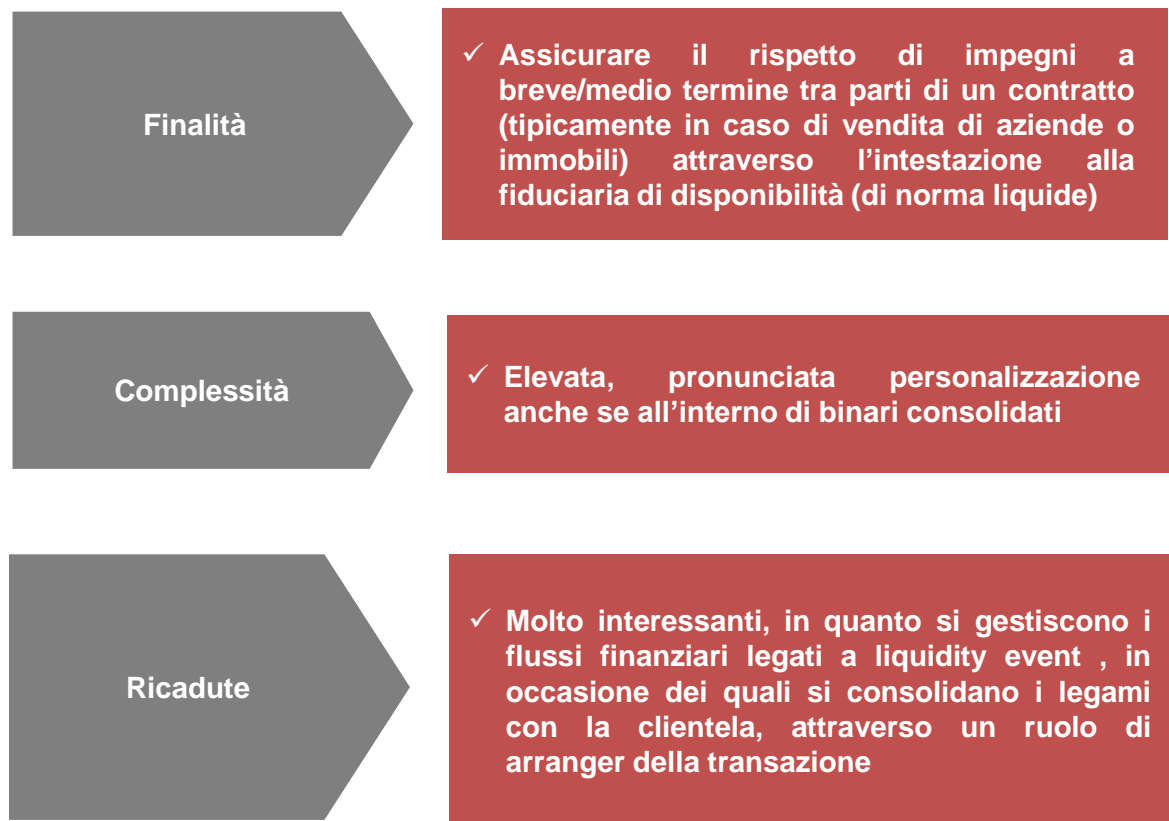 Finalità
✓ Assicurare il rispetto di impegni a
breve/medio termine tra parti di un contratto
(tipicamente in caso di vendita di aziende o
immobili) attraverso l’intestazione alla
fiduciaria di disponibilità (di norma liquide)
Complessità
✓ Elevata, pronunciata personalizzazione
anche se all’interno di binari consolidati
Ricadute
✓ Molto interessanti, in quanto si gestiscono i
flussi finanziari legati a liquidity event , in
occasione dei quali si consolidano i legami
con la clientela, attraverso un ruolo di
arranger della transazione